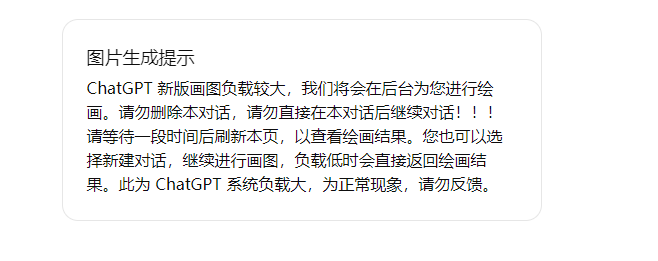 图片生成提示
ChatGPT 新版画图负载较大，我们将会在后台为您进行绘
画。请勿删除本对话，请勿直接在本对话后继续对话！！！
请等待一段时间后刷新本页，以查看绘画结果。您也可以选
择新建对话，继续进行画图，负载低时会直接返回绘画结
果。此为 ChatGPT 系统负载大，为正常现象，请勿反馈。